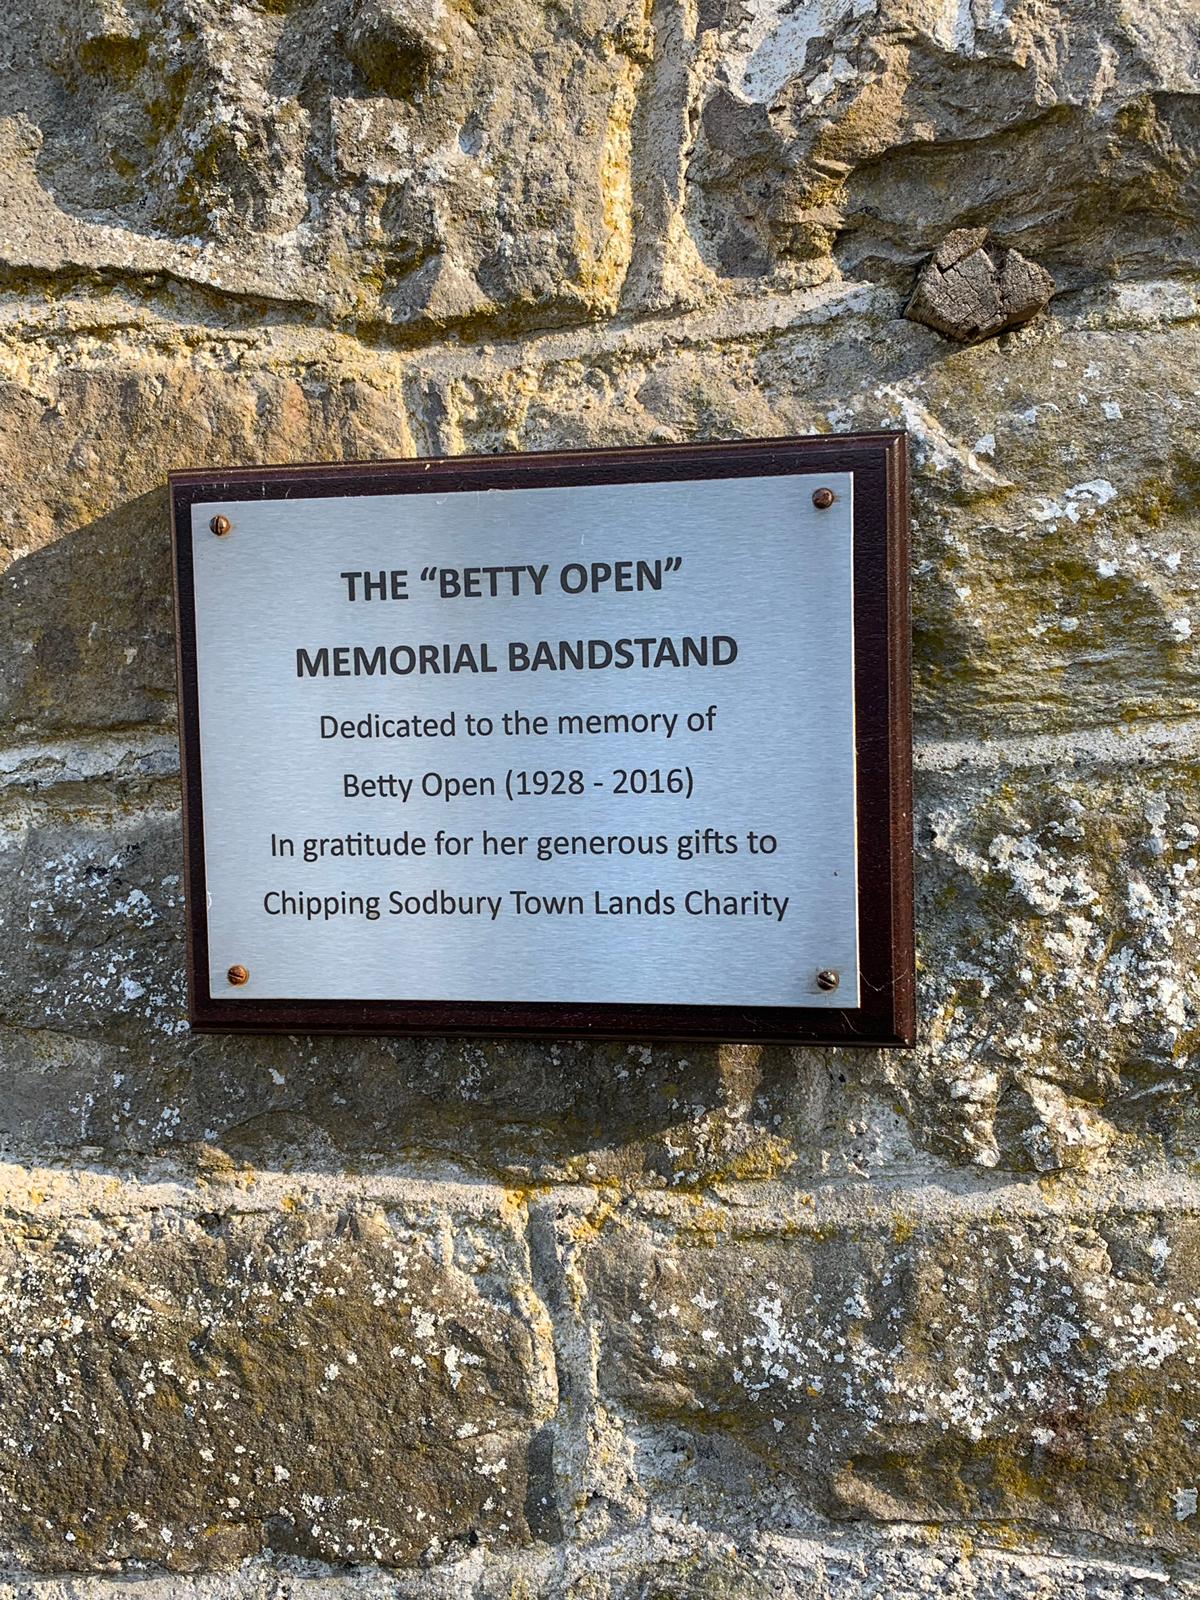 THE “BETTY OPEN”
MEMORIAL BANDSTAND
Dedicated to the memory of
Betty Open (1928 - 2016)
In gratitude for her generous gifts to
Chipping Sodbury Town Lands Charity